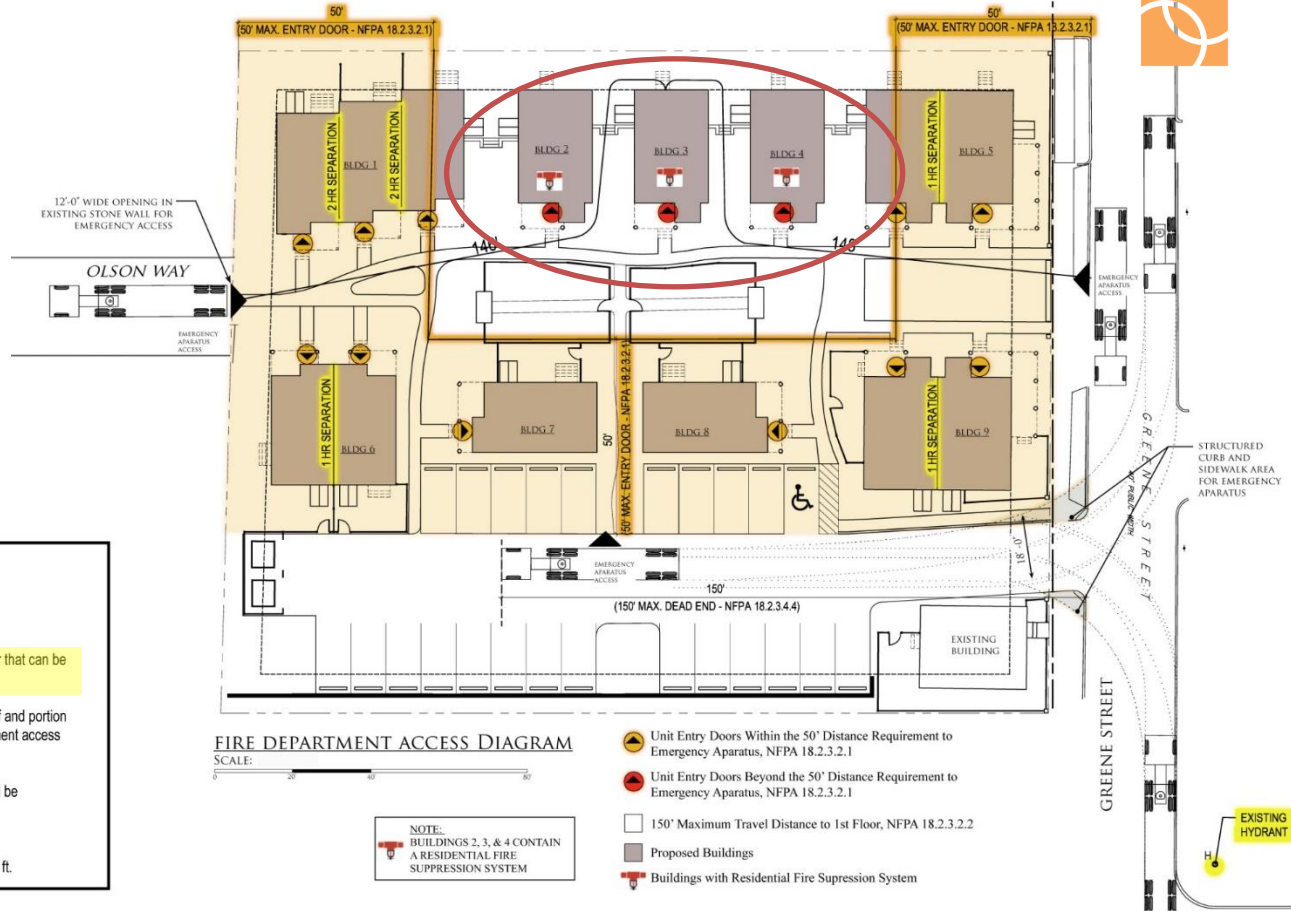 50'
(50' MAX. ENTRY DOOR - NFPA 18.2.3.2.1)
50'
(50' MAX. ENTRY DOOR - NFPA 18.2.3.2.1)
2 HR SEPARATION
BLDG 1
2 HR SEPARATION
BLDG 2
BLDG 3
BLDG 4
1 HR SEPARATION
BLDG 5
12'-0" WIDE OPENING IN
EXISTING STONE WALL FOR
EMERGENCY ACCESS
OLSON WAY
EMERGENCY
APARATUS
ACCESS
140'
140'
EMERGENCY
APARATUS
ACCESS
1 HR SEPARATION
BLDG 6
BLDG 7
50'
(50' MAX. ENTRY DOOR - NFPA 18.2.3.2.1)
BLDG 8
1 HR SEPARATION
BLDG 9
GREENE STREET
STRUCTURED
CURB AND
SIDEWALK AREA
FOR EMERGENCY
APARATUS
18'-0"
EMERGENCY
APARATUS
ACCESS
150'
(150' MAX. DEAD END - NFPA 18.2.3.4.4)
EXISTING
BUILDING
GREENE STREET
r that can be
f and portion
ent access
be
ft.
FIRE DEPARTMENT ACCESS DIAGRAM
SCALE:
0 20' 40' 60'
NOTE:
BUILDINGS 2, 3, & 4 CONTAIN
A RESIDENTIAL FIRE
SUPPRESSION SYSTEM
Unit Entry Doors Within the 50' Distance Requirement to
Emergency Aparatus, NFPA 18.2.3.2.1
Unit Entry Doors Beyond the 50' Distance Requirement to
Emergency Aparatus, NFPA 18.2.3.2.1
150' Maximum Travel Distance to 1st Floor, NFPA 18.2.3.2.2
Proposed Buildings
Buildings with Residential Fire Supression System
EXISTING
HYDRANT
H